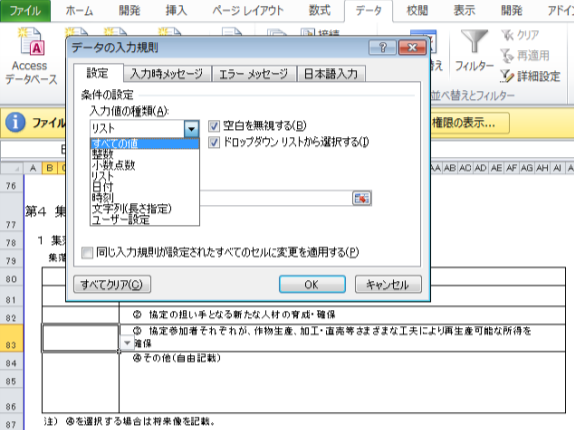 ファイル ホーム 開発 挿入 ページ レイアウト 数式 データ 校閲 表示 開発 アドイ
Access
データベース
フィルター
クリア
再適用
詳細設定
並べ替えとフィルター
データの入力規則
設定 入力時メッセージ エラー メッセージ 日本語入力
条件の設定
入力値の種類(A):
リスト
空白を無視する(B)
ドロップダウン リストから選択する(I)
すべての値
整数
小数点数
リスト
日付
時刻
文字列(長さ指定)
ユーザー設定
同じ入力規則が設定されたすべてのセルに変更を適用する(P)
すべてクリア(C) OK キャンセル
ファイル
権限の表示...
A B AA AB AC AD AE AF AG AH AI A
76
77 第4 集
78 1 集
79 集落
80
81
82 ② 協定の担い手となる新たな人材の育成・確保
83 ③ 協定参加者それぞれが、作物生産、加工・直売等さまざまな工夫により再生産可能な所得を
確保
84 ④その他(自由記載)
85
86
87 注) ④を選択する場合は将来像を記載。